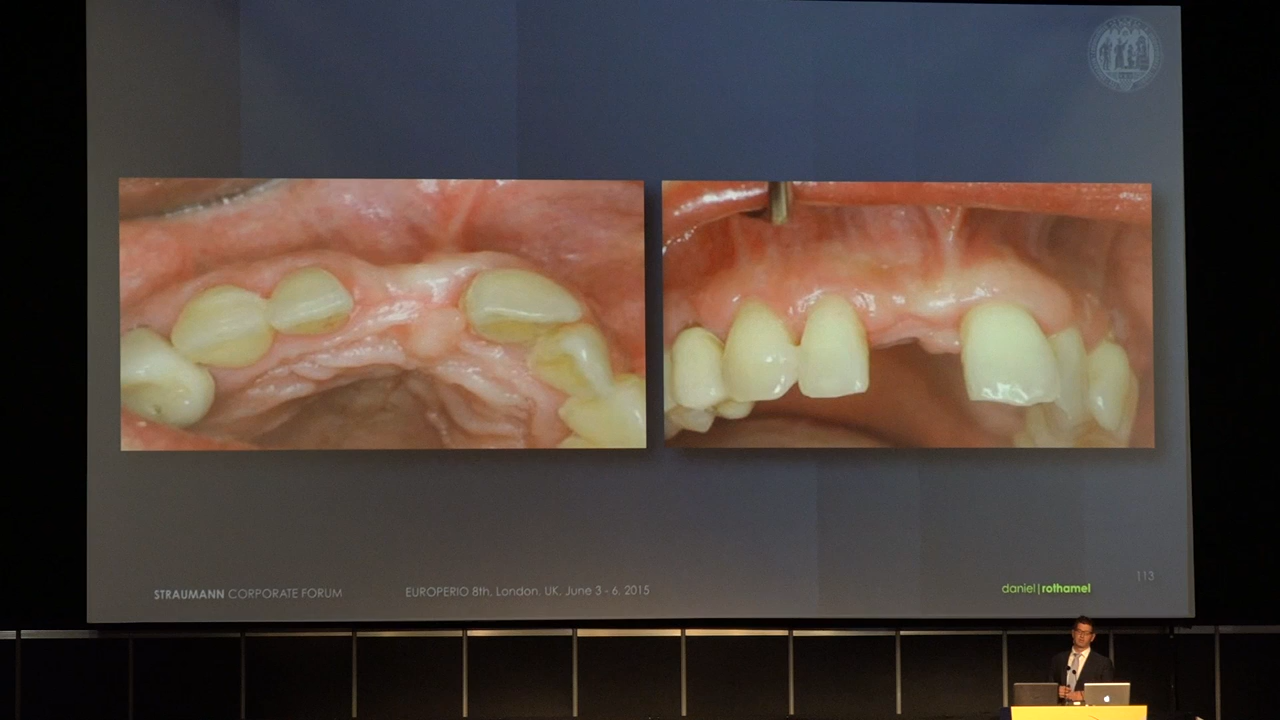 STRAUMANN CORPORATE FORUM
EUROPERIO 8th, London, UK, June 3 - 6, 2015
daniel|rothamel
113